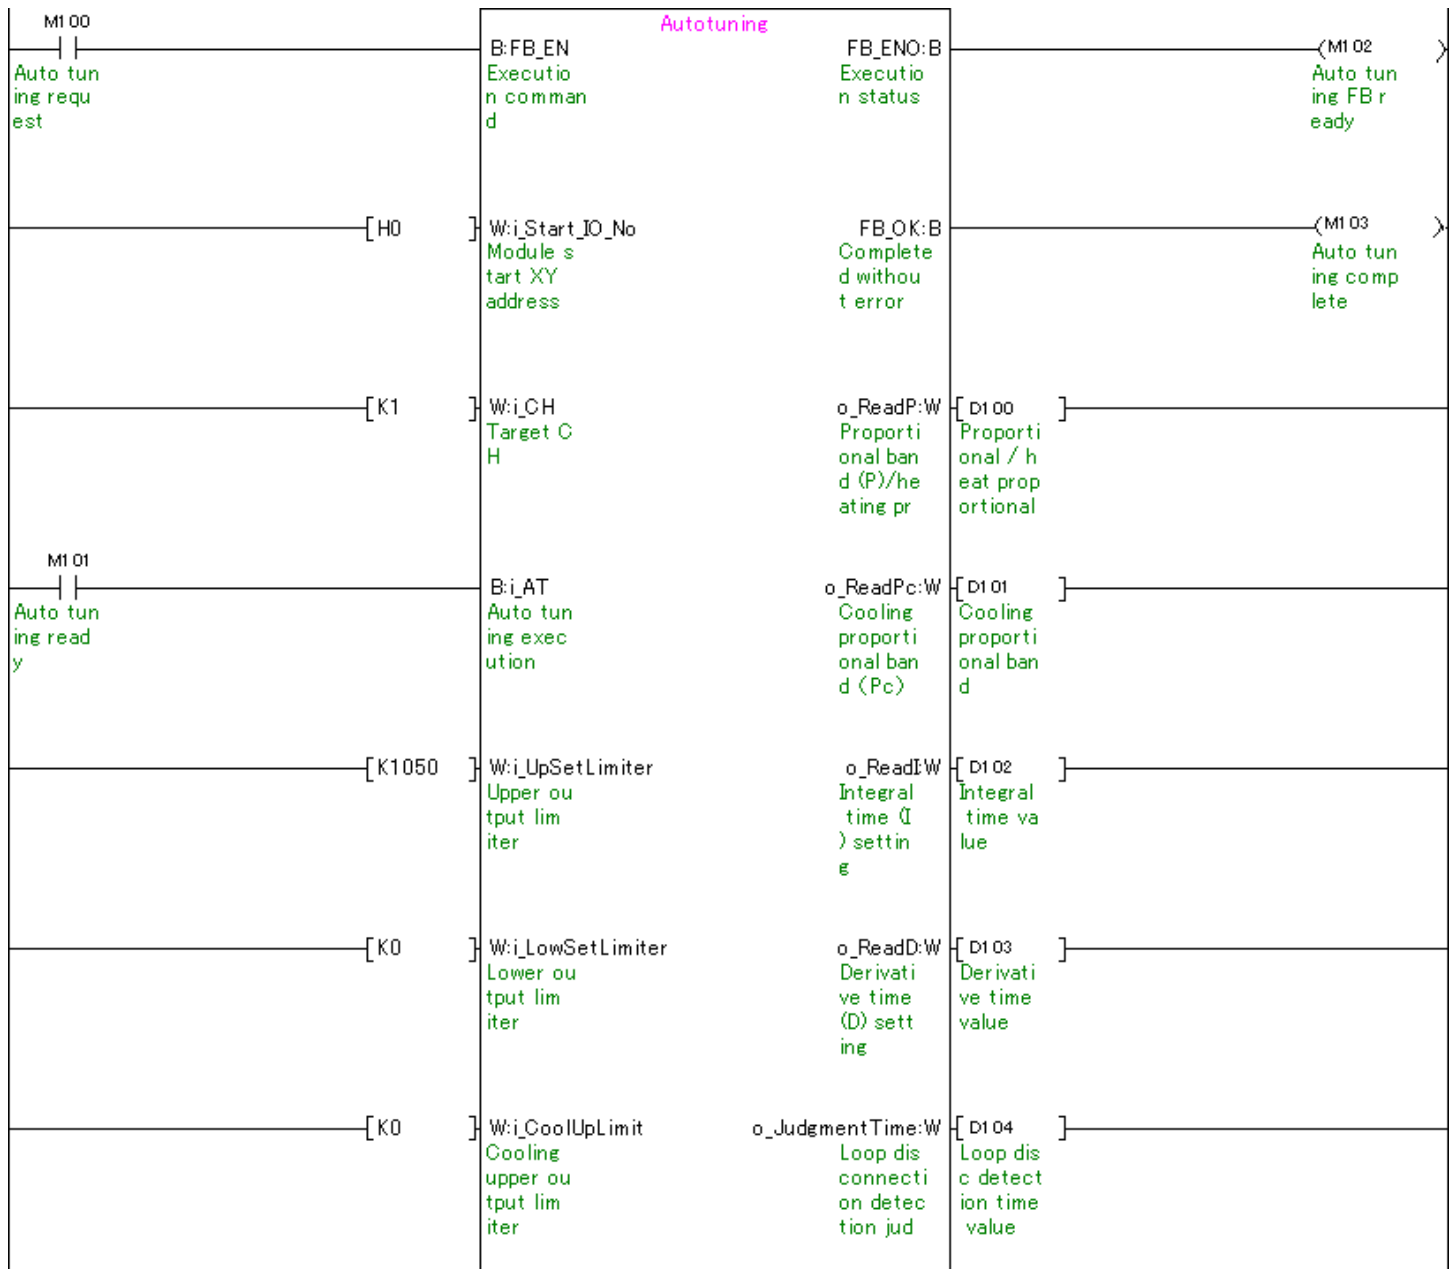 Autotuning
M100
B:FB_EN
FB_ENO:B
(M102 )
Auto tun
ing requ
est
Executio
n comman
d
Executio
n status
Auto tun
ing FB r
eady
[H0 ]
W:i_Start_IO_No
FB_OK:B
(M103 )
Module s
tart XY
address
Complete
d withou
t error
Auto tun
ing comp
lete
[K1 ]
W:i_CH
o_ReadP:W
[D100 ]
Target C
H
Proporti
onal ban
d (P)/he
ating pr
Proporti
onal / h
eat prop
ortional
M101
B:i_AT
o_ReadPc:W
[D101 ]
Auto tun
ing read
y
Auto tun
ing exec
ution
Cooling
proporti
onal ban
d (Pc)
Cooling
proporti
onal ban
d
[K1050 ]
W:i_UpSetLimiter
o_ReadI:W
[D102 ]
Upper ou
tput lim
iter
Integral
time (I
) settin
g
Integral
time va
lue
[K0 ]
W:i_LowSetLimiter
o_ReadD:W
[D103 ]
Lower ou
tput lim
iter
Derivati
ve time
(D) sett
ing
Derivati
ve time
value
[K0 ]
W:i_CoolUpLimit
o_JudgmentTime:W
[D104 ]
Cooling
upper ou
tput lim
iter
Loop dis
connecti
on detec
tion jud
Loop dis
c detect
ion time
value